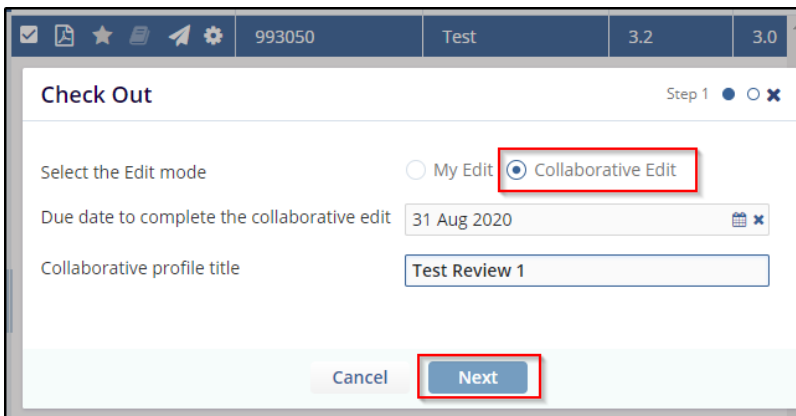 993050 Test 3.2 3.0
Check Out Step 1
Select the Edit mode My Edit Collaborative Edit
Due date to complete the collaborative edit 31 Aug 2020
Collaborative profile title Test Review 1
Cancel Next